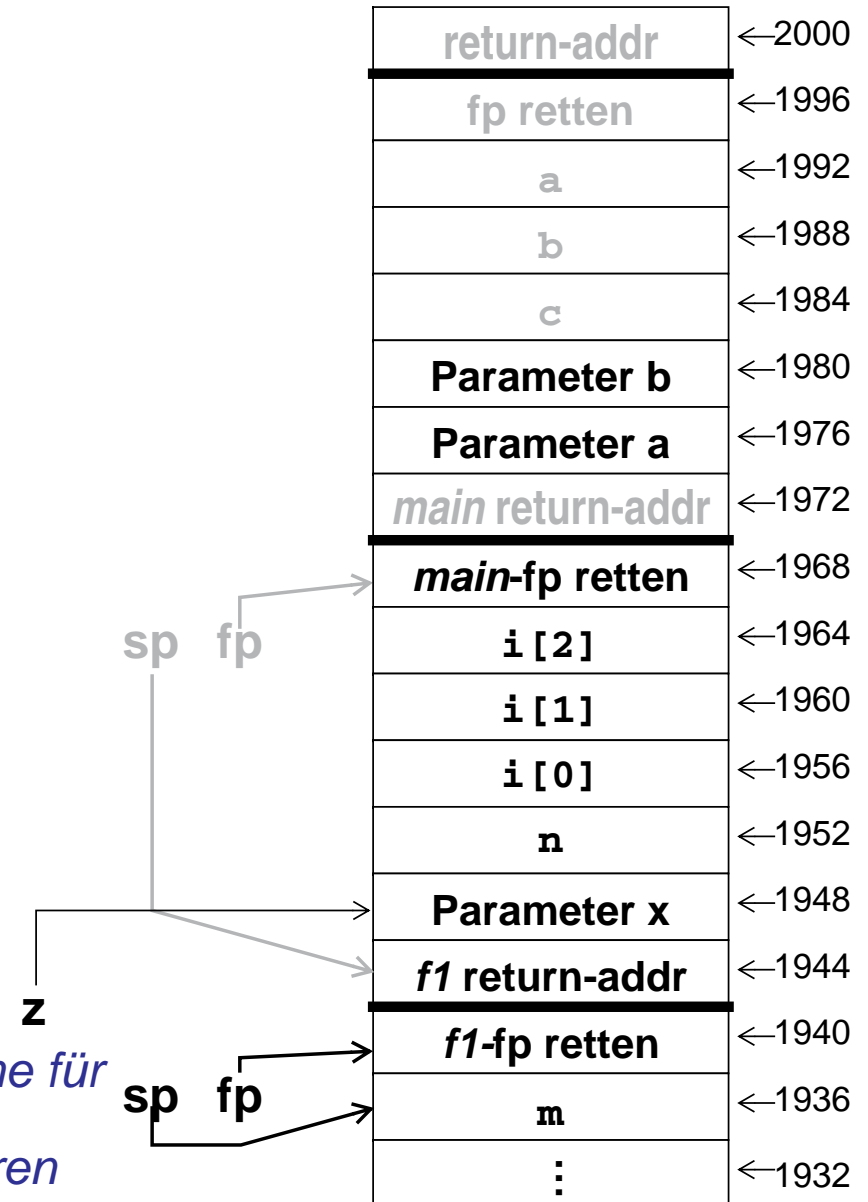 return-addr ←2000
fp retten ←1996
a ←1992
b ←1988
c ←1984
Parameter b ←1980
Parameter a ←1976
main return-addr ←1972
main-fp retten ←1968
sp fp i[2] ←1964
i[1] ←1960
i[0] ←1956
n ←1952
Parameter x ←1948
f1 return-addr ←1944
z
f1-fp retten ←1940
ne für
sp fp m ←1936
ren
⋮ ←1932